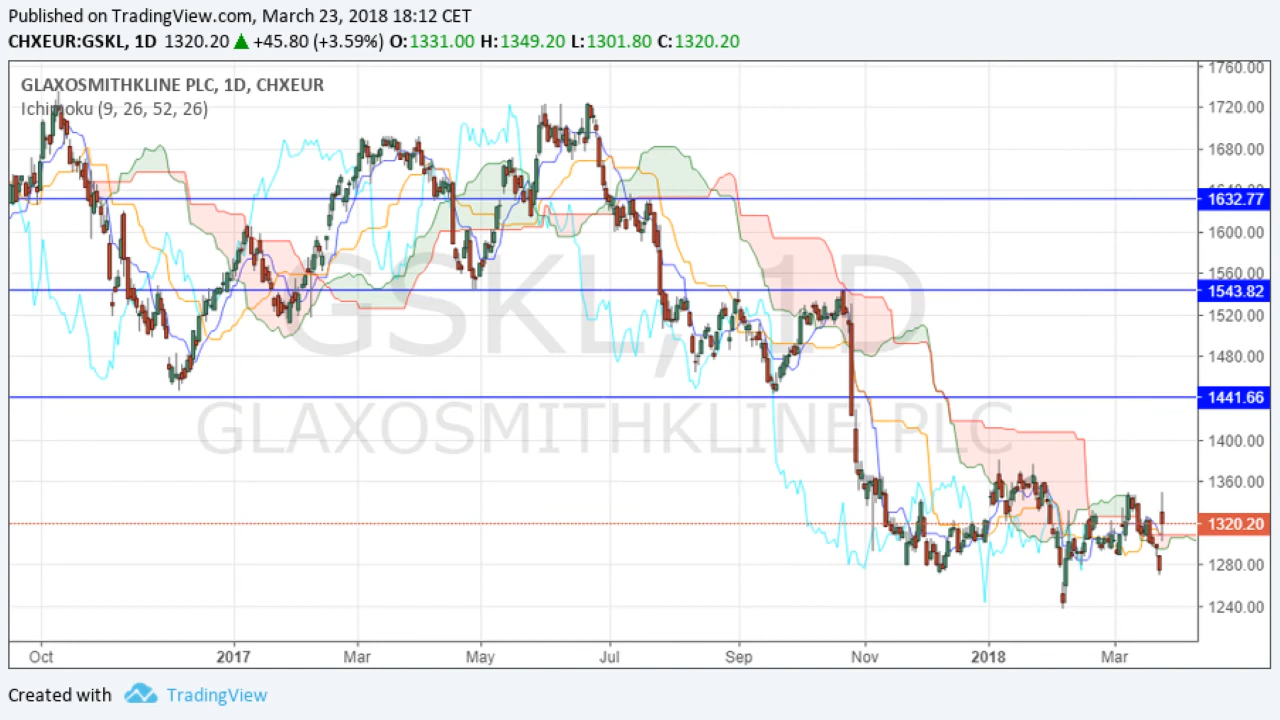 Published on TradingView.com, March 23, 2018 18:12 CET
CHXEUR:GSKL, 1D 1320.20 ▲ +45.80 (+3.59%) O:1331.00 H:1349.20 L:1301.80 C:1320.20
GLAXOSMITHKLINE PLC, 1D, CHXEUR
Ichimoku (9, 26, 52, 26)
GSKL, 1D
GLAXOSMITHKLINE PLC
1760.00
1720.00
1680.00
1640.00
1632.77
1600.00
1560.00
1543.82
1520.00
1480.00
1441.66
1400.00
1360.00
1320.20
1280.00
1240.00
Oct 2017 Mar May Jul Sep Nov 2018 Mar
Created with TradingView